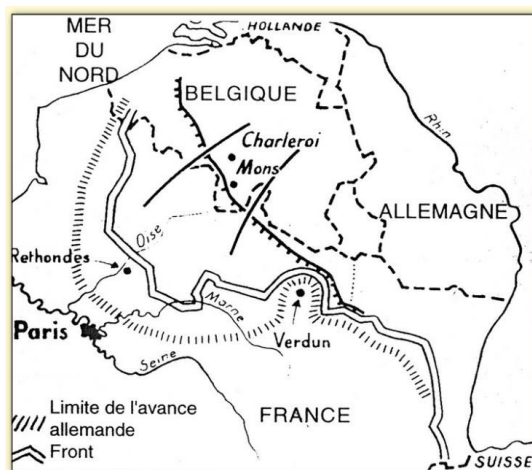 MER
DU
NORD
HOLLANDE
BELGIQUE
Rhin
Charleroi
Mons
ALLEMAGNE
Oise
Rethondes
Marne
Paris
Verdun
Seine
Limite de l'avance
allemande
Front
FRANCE
SUISSE